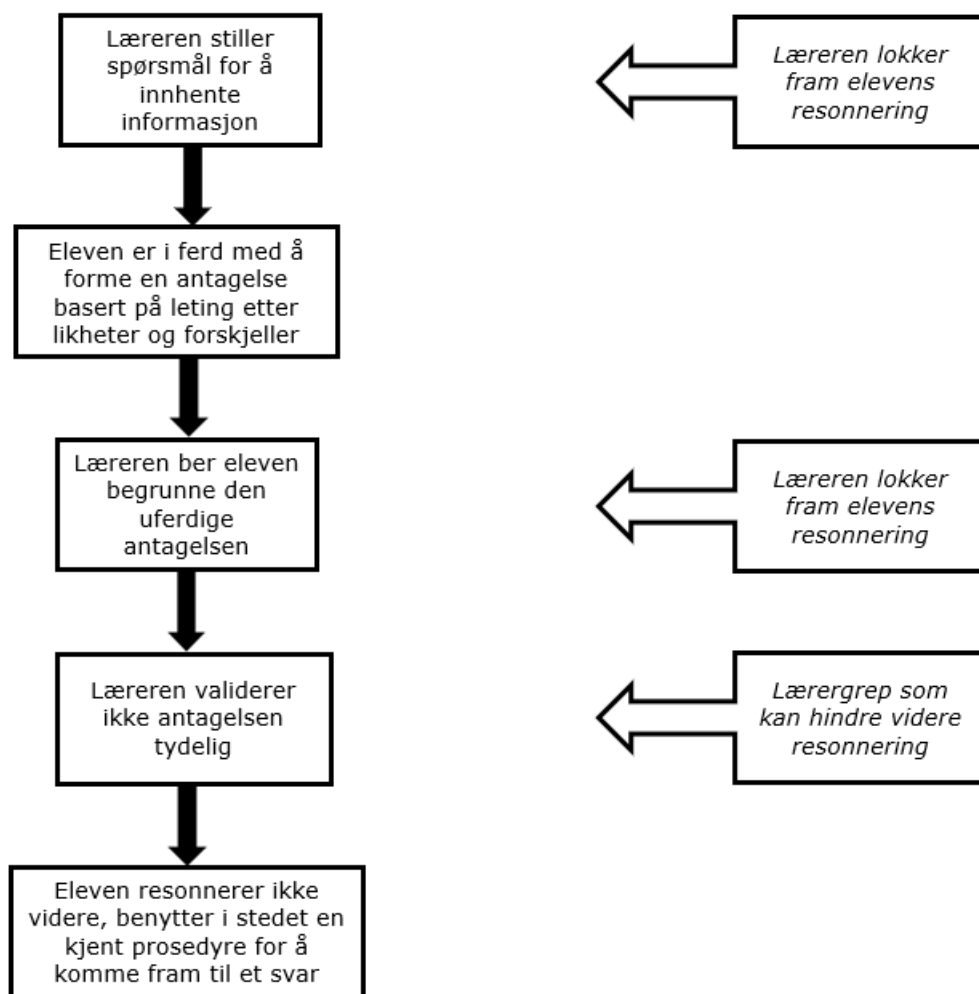 Læreren stiller
spørsmål for å
innhente
informasjon
Læreren lokker
fram elevens
resonnering
Eleven er i ferd med å
forme en antagelse
basert på leting etter
likheter og forskjeller
Læreren ber eleven
begrunne den
uferdige
antagelsen
Læreren lokker
fram elevens
resonnering
Læreren validerer
ikke antagelsen
tydelig
Lærergrep som
kan hindre videre
resonnering
Eleven resonnerer ikke
videre, benytter i stedet en
kjent prosedyre for å
komme fram til et svar